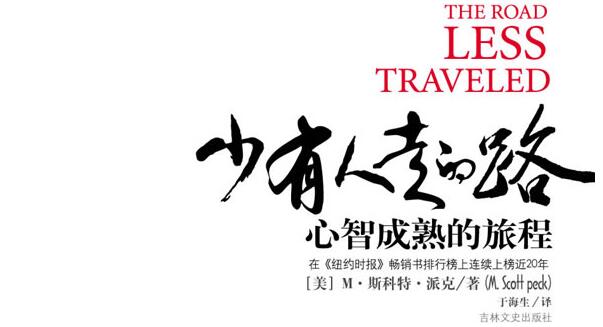 THE ROAD
LESS
TRAVELED
少有人走的路
心智成熟的旅程
在《纽约时报》畅销书排行榜上连续上榜近20年
[美] M·斯科特·派克/著 (M. Scott peck)
于海生/译
吉林文史出版社